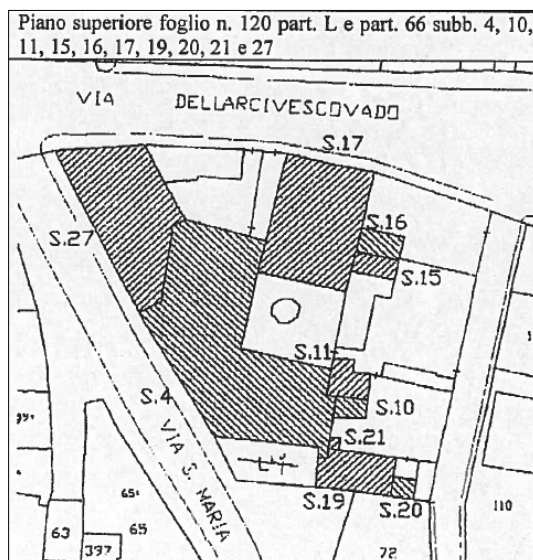 Piano superiore foglio n. 120 part. L e part. 66 subb. 4, 10,
11, 15, 16, 17, 19, 20, 21 e 27
VIA DELLARCIVESCOVADO
S.17
S.16
S.27
S.15
S.11
S.4
S.10
VIA S. MARIA
S.21
S.19
S.20
65
65
63
337
72
110